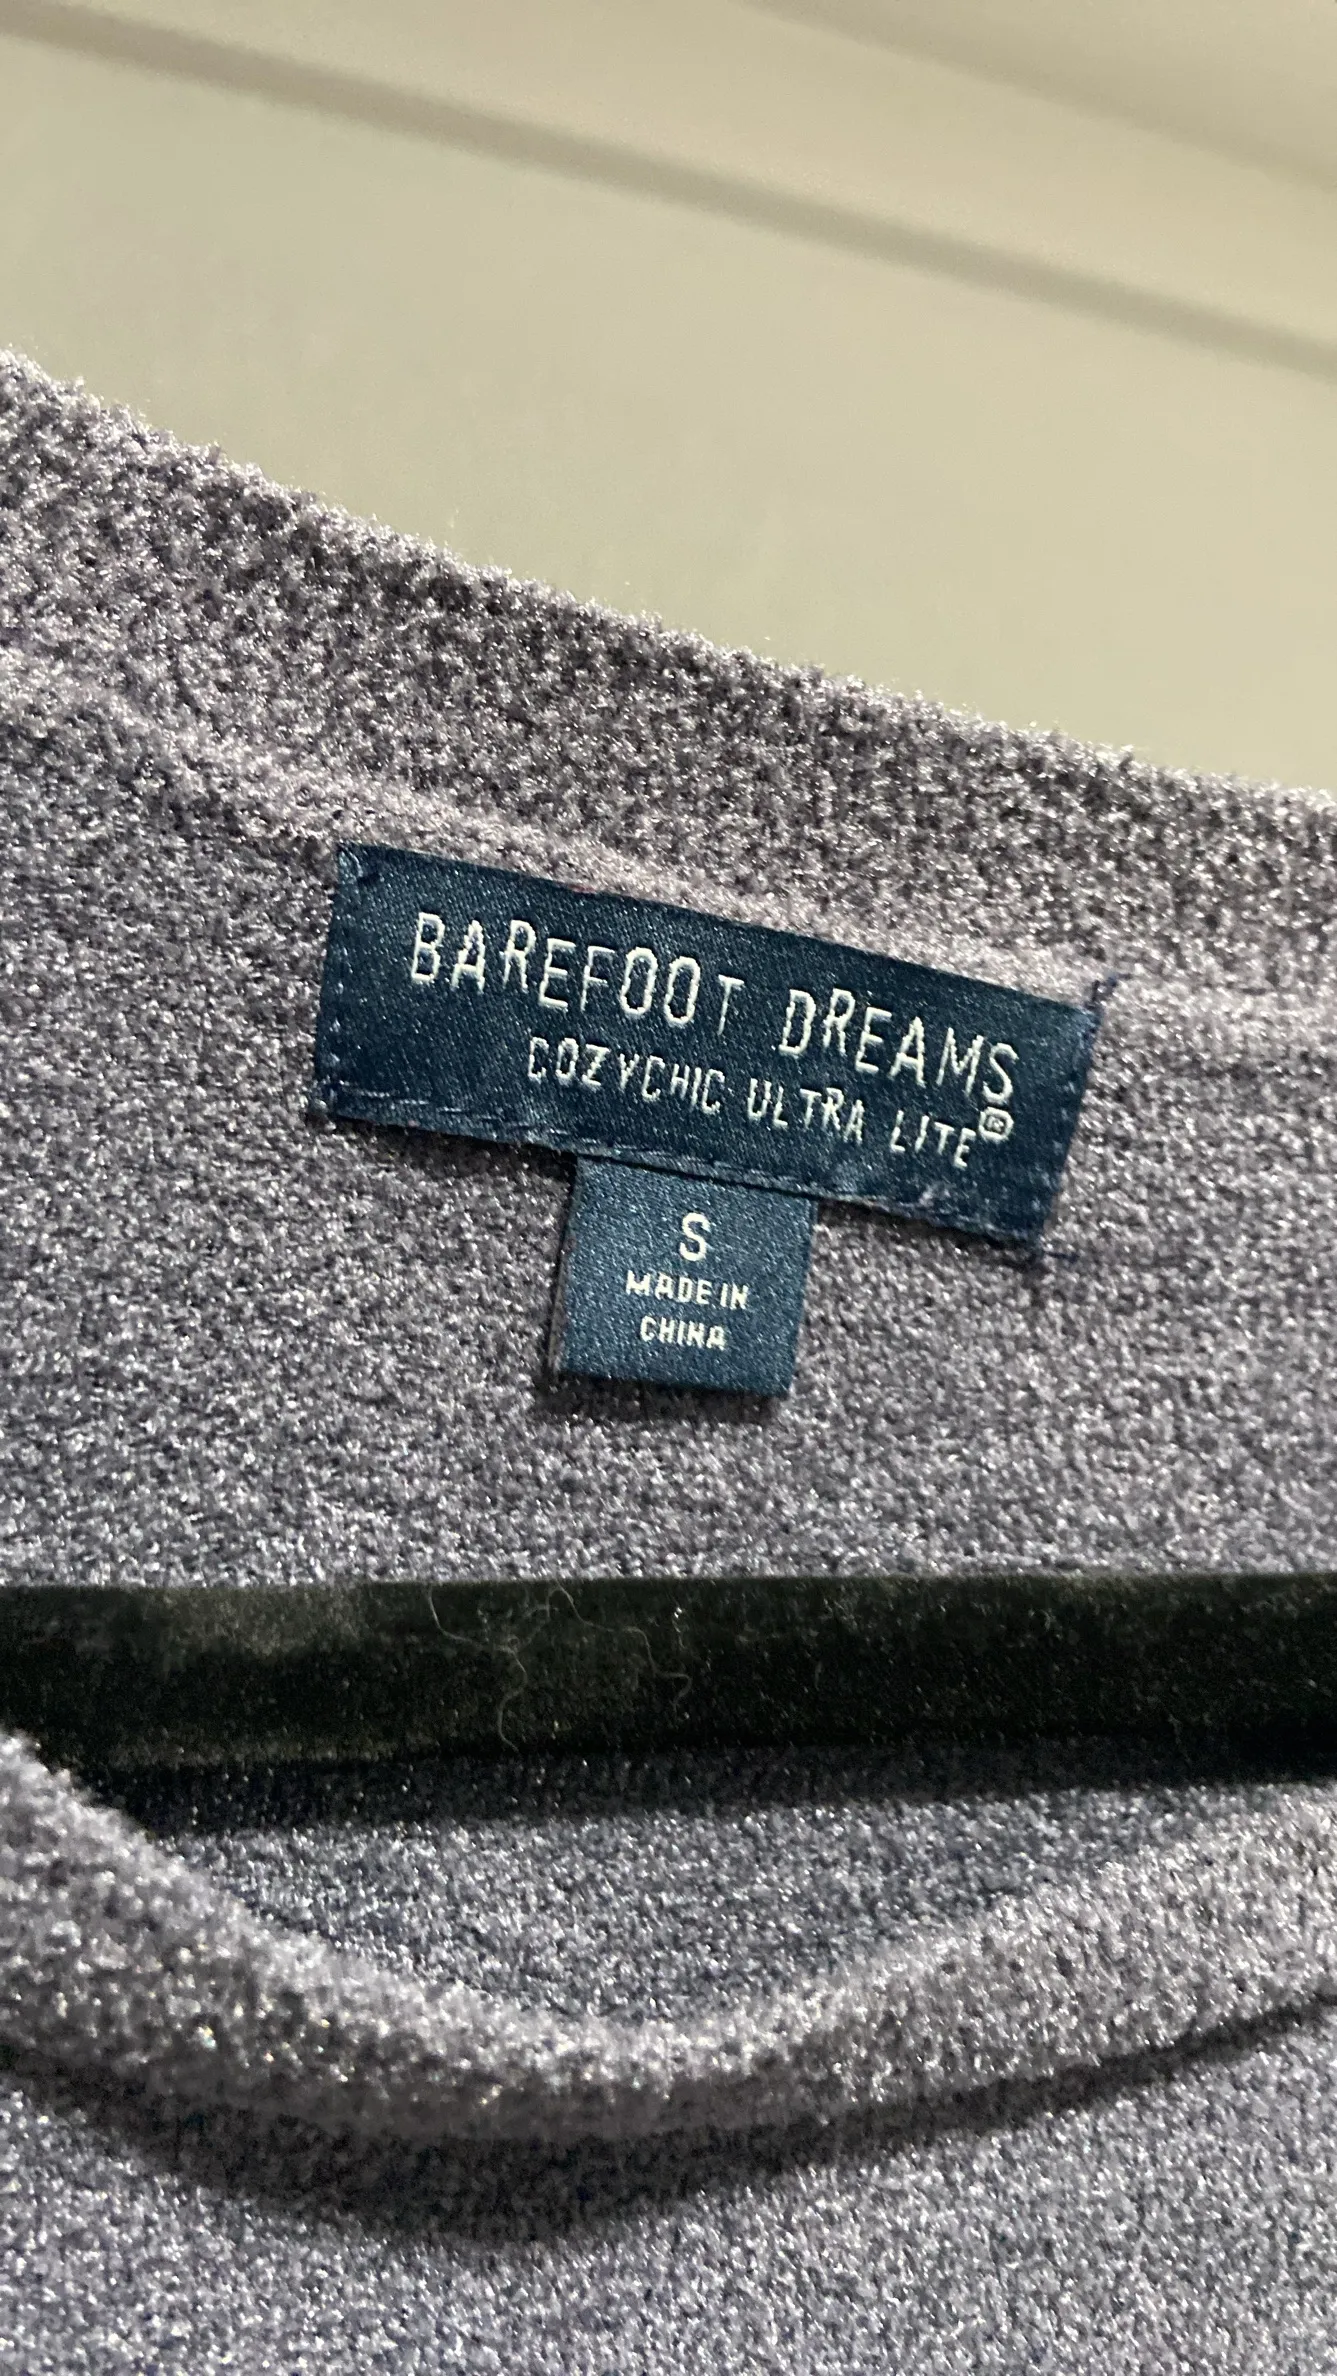 BAREFOOT DREAMS
COZYCHIC ULTRA LITE®
S
MADE IN
CHINA